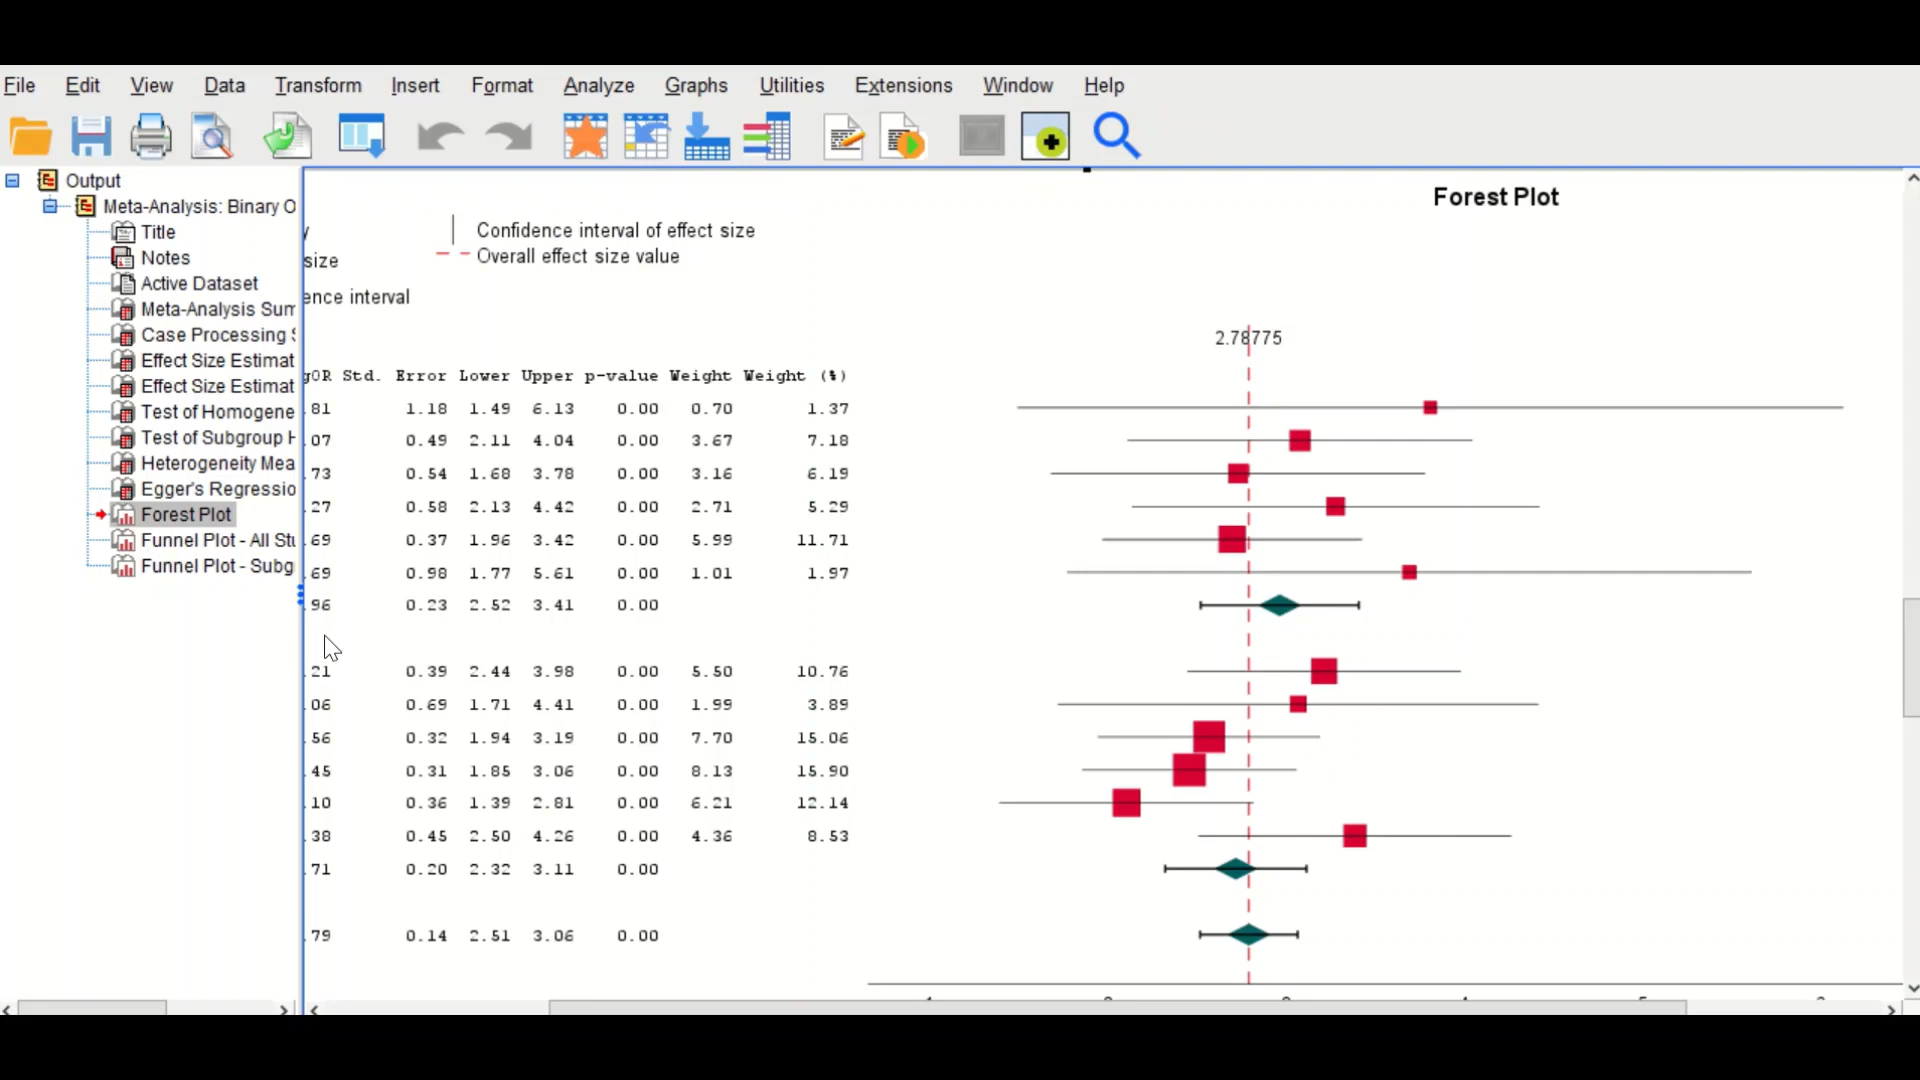 File Edit View Data Transform Insert Format Analyze Graphs Utilities Extensions Window Help
Output
Meta-Analysis: Binary O
Title
Notes
Active Dataset
Meta-Analysis Sum
Case Processing S
Effect Size Estimat
Effect Size Estimat
Test of Homogene
Test of Subgroup H
Heterogeneity Mea
Egger's Regressio
Forest Plot
Funnel Plot - All Stu
Funnel Plot - Subg
Forest Plot
Confidence interval of effect size
size
Overall effect size value
ence interval
2.78775
gOR Std. Error Lower Upper p-value Weight Weight (%)
.81 1.18 1.49 6.13 0.00 0.70 1.37
.07 0.49 2.11 4.04 0.00 3.67 7.18
.73 0.54 1.68 3.78 0.00 3.16 6.19
.27 0.58 2.13 4.42 0.00 2.71 5.29
.69 0.37 1.96 3.42 0.00 5.99 11.71
.69 0.98 1.77 5.61 0.00 1.01 1.97
.96 0.23 2.52 3.41 0.00
.21 0.39 2.44 3.98 0.00 5.50 10.76
.06 0.69 1.71 4.41 0.00 1.99 3.89
.56 0.32 1.94 3.19 0.00 7.70 15.06
.45 0.31 1.85 3.06 0.00 8.13 15.90
.10 0.36 1.39 2.81 0.00 6.21 12.14
.38 0.45 2.50 4.26 0.00 4.36 8.53
.71 0.20 2.32 3.11 0.00
.79 0.14 2.51 3.06 0.00